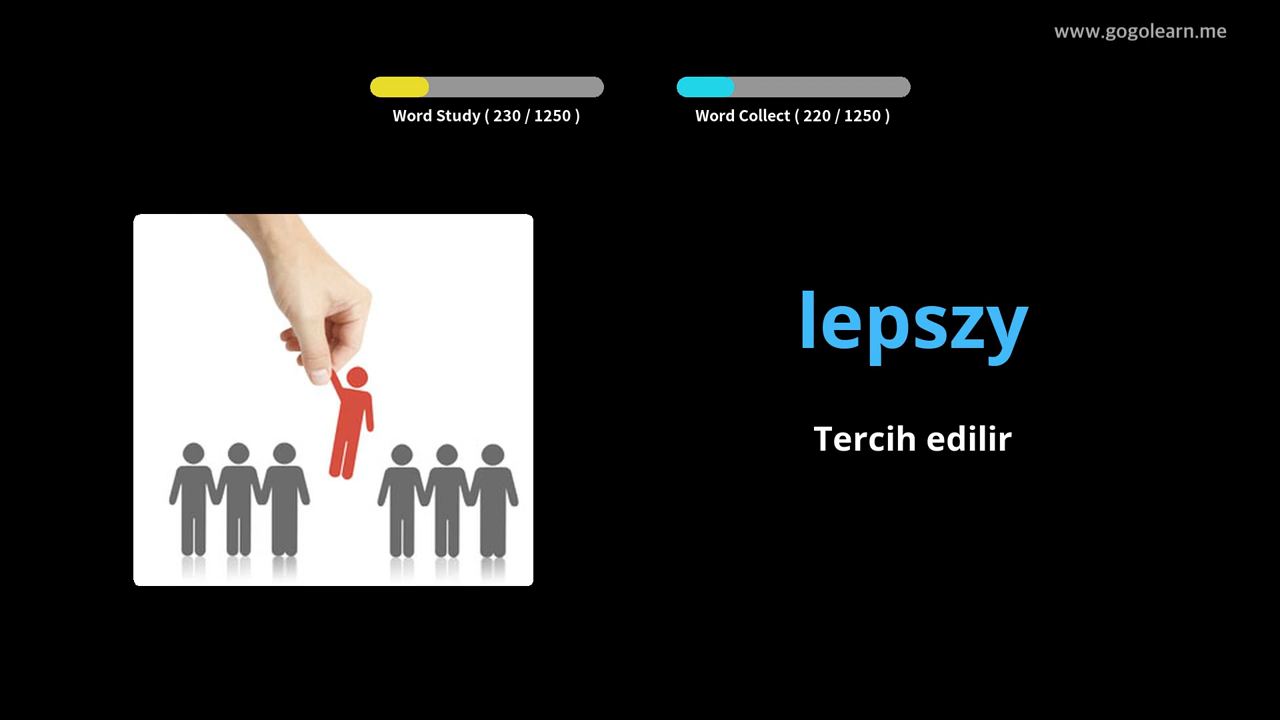 www.gogolearn.me
Word Study ( 230 / 1250 )
Word Collect ( 220 / 1250 )
lepszy
Tercih edilir